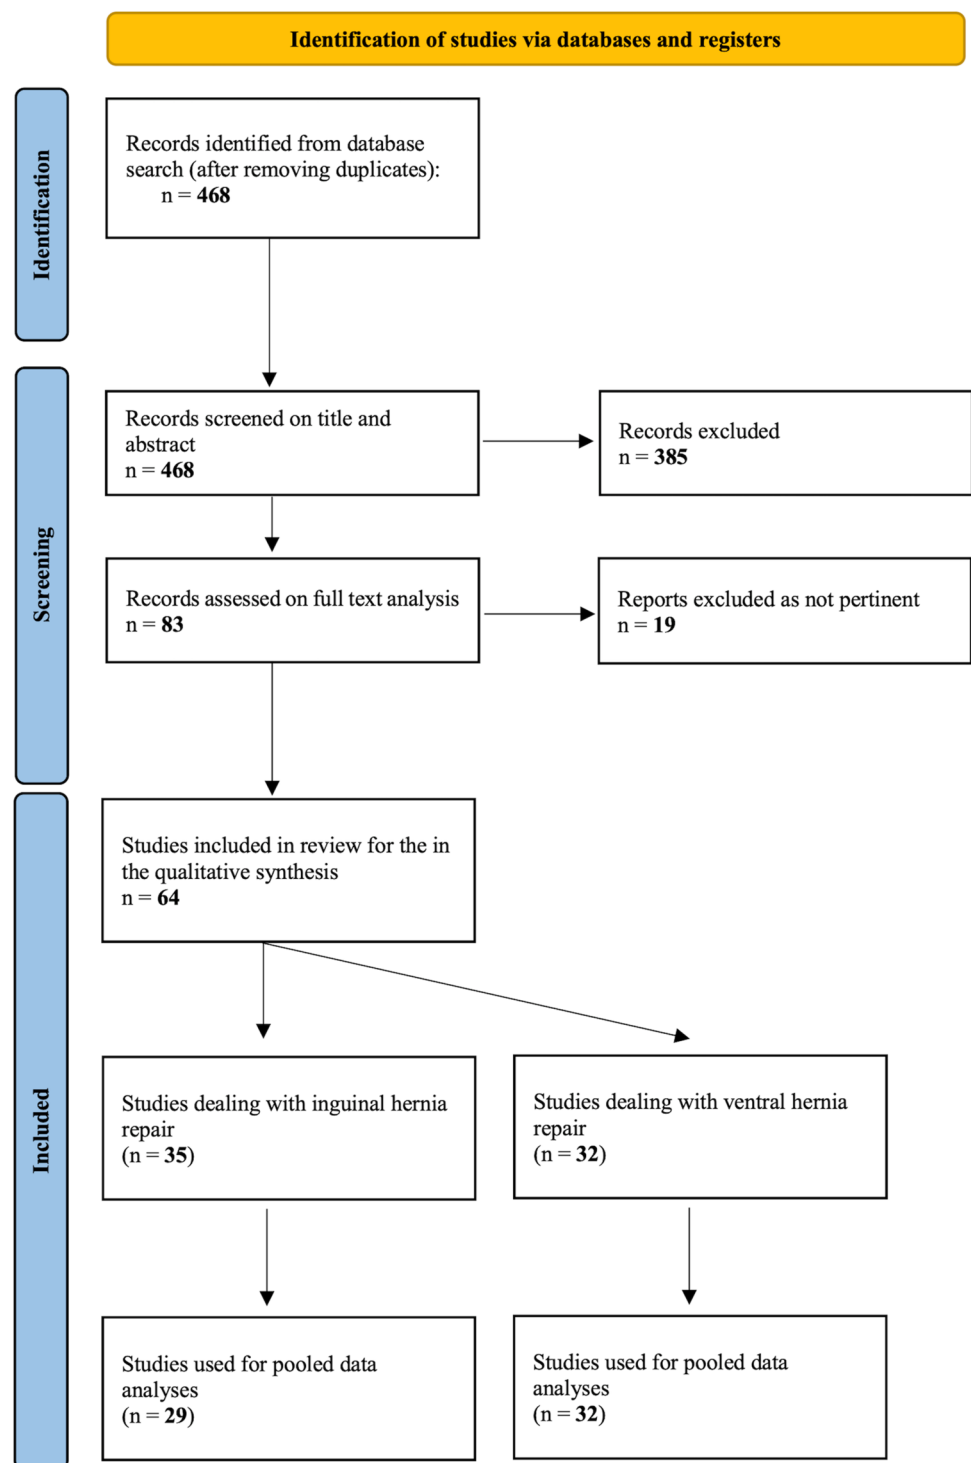 Identification of studies via databases and registers
Identification
Records identified from database
search (after removing duplicates):
n = 468
Screening
Records screened on title and
abstract
n = 468
Records excluded
n = 385
Records assessed on full text analysis
n = 83
Reports excluded as not pertinent
n = 19
Included
Studies included in review for the in
the qualitative synthesis
n = 64
Studies dealing with inguinal hernia
repair
(n = 35)
Studies dealing with ventral hernia
repair
(n = 32)
Studies used for pooled data
analyses
(n = 29)
Studies used for pooled data
analyses
(n = 32)